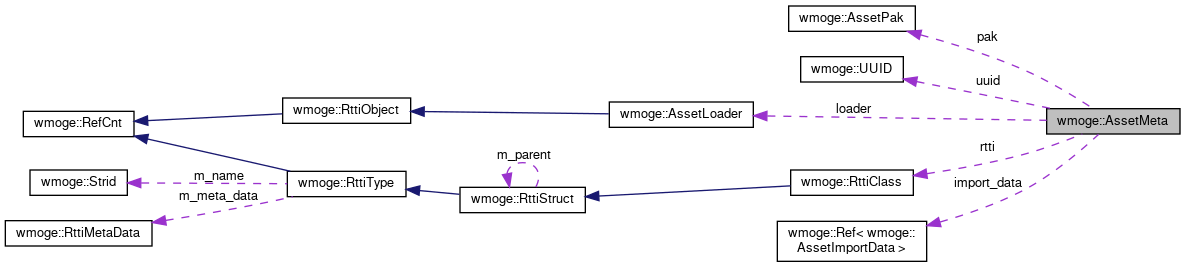 wmoge::AssetPak
pak
wmoge::UUID
uuid
wmoge::RttiObject
loader
wmoge::AssetLoader
wmoge::RefCnt
wmoge::AssetMeta
rtti
m_parent
m_name
wmoge::Strid
wmoge::RttiType
wmoge::RttiClass
import_data
m_meta_data
wmoge::RttiStruct
wmoge::RttiMetaData
wmoge::Ref< wmoge::
AssetImportData >